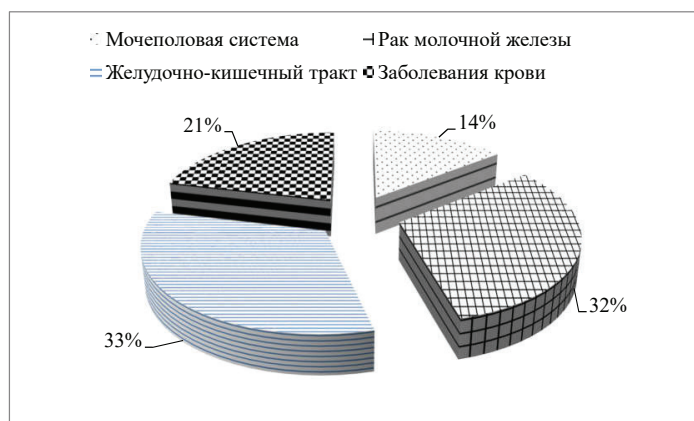 Мочеполовая система Рак молочной железы
Желудочно-кишечный тракт Заболевания крови
21% 14%
33% 32%